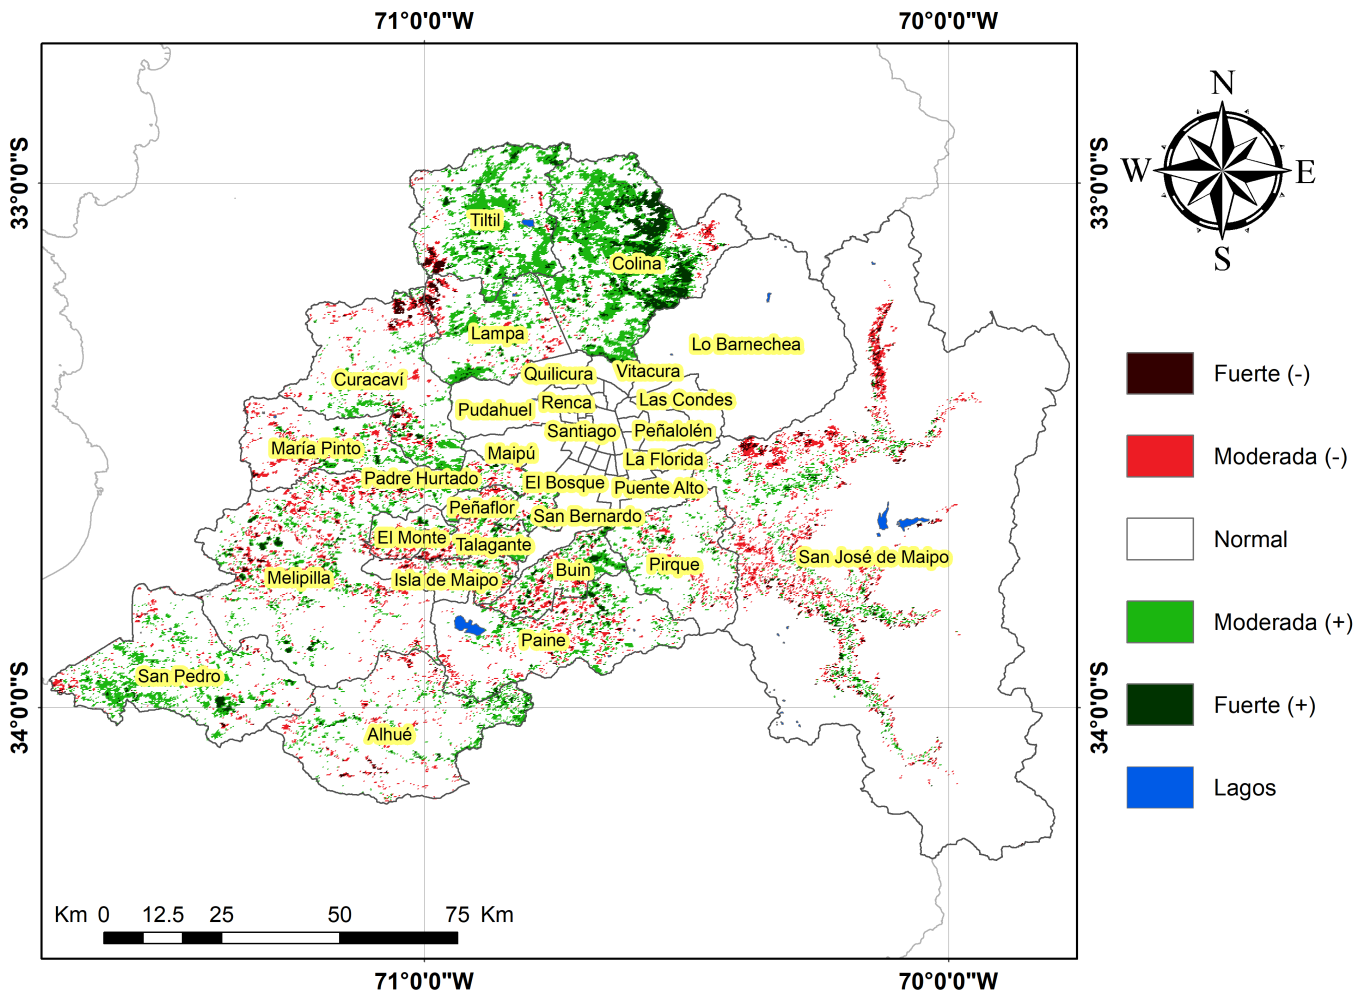 71°0'0"W
70°0'0"W
33°0'0"S
33°0'0"S
N
W
E
S
Tiltil
Colina
Lampa
Lo Barnechea
Curacaví
Quilicura
Vitacura
Pudahuel
Renca
Las Condes
Santiago
Peñalolén
María Pinto
Maipú
La Florida
Padre Hurtado
El Bosque
Puente Alto
Peñaflor
San Bernardo
El Monte
Talagante
San José de Maipo
Melipilla
Isla de Maipo
Buin
Pirque
Paine
San Pedro
Alhué
34°0'0"S
34°0'0"S
Fuerte (-)
Moderada (-)
Normal
Moderada (+)
Fuerte (+)
Lagos
Km 0 12.5 25 50 75 Km
71°0'0"W
70°0'0"W